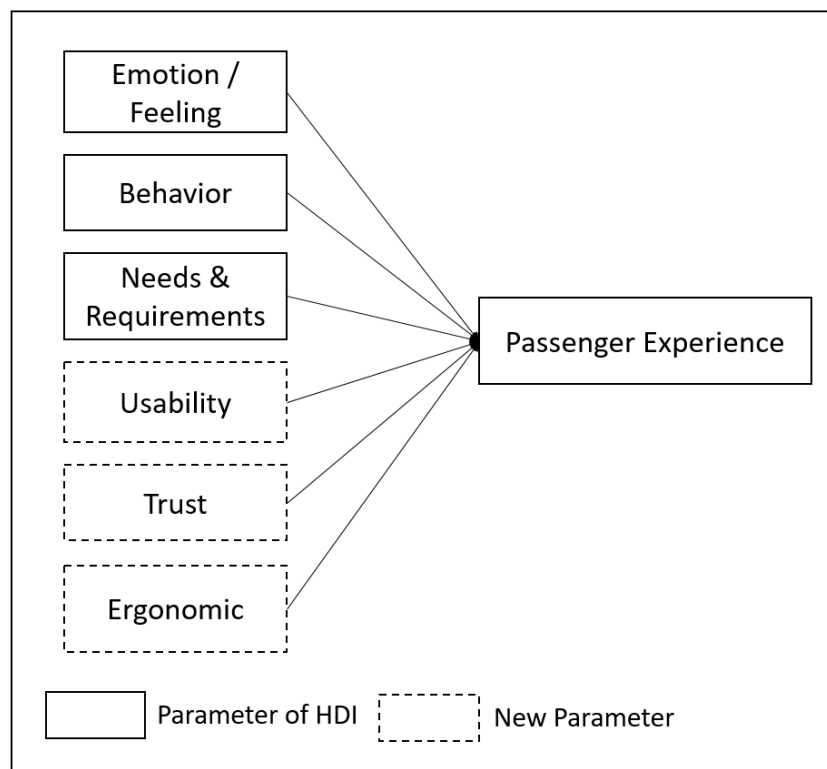 Emotion /
Feeling
Behavior
Needs &
Requirements
Passenger Experience
Usability
Trust
Ergonomic
Parameter of HDI
New Parameter